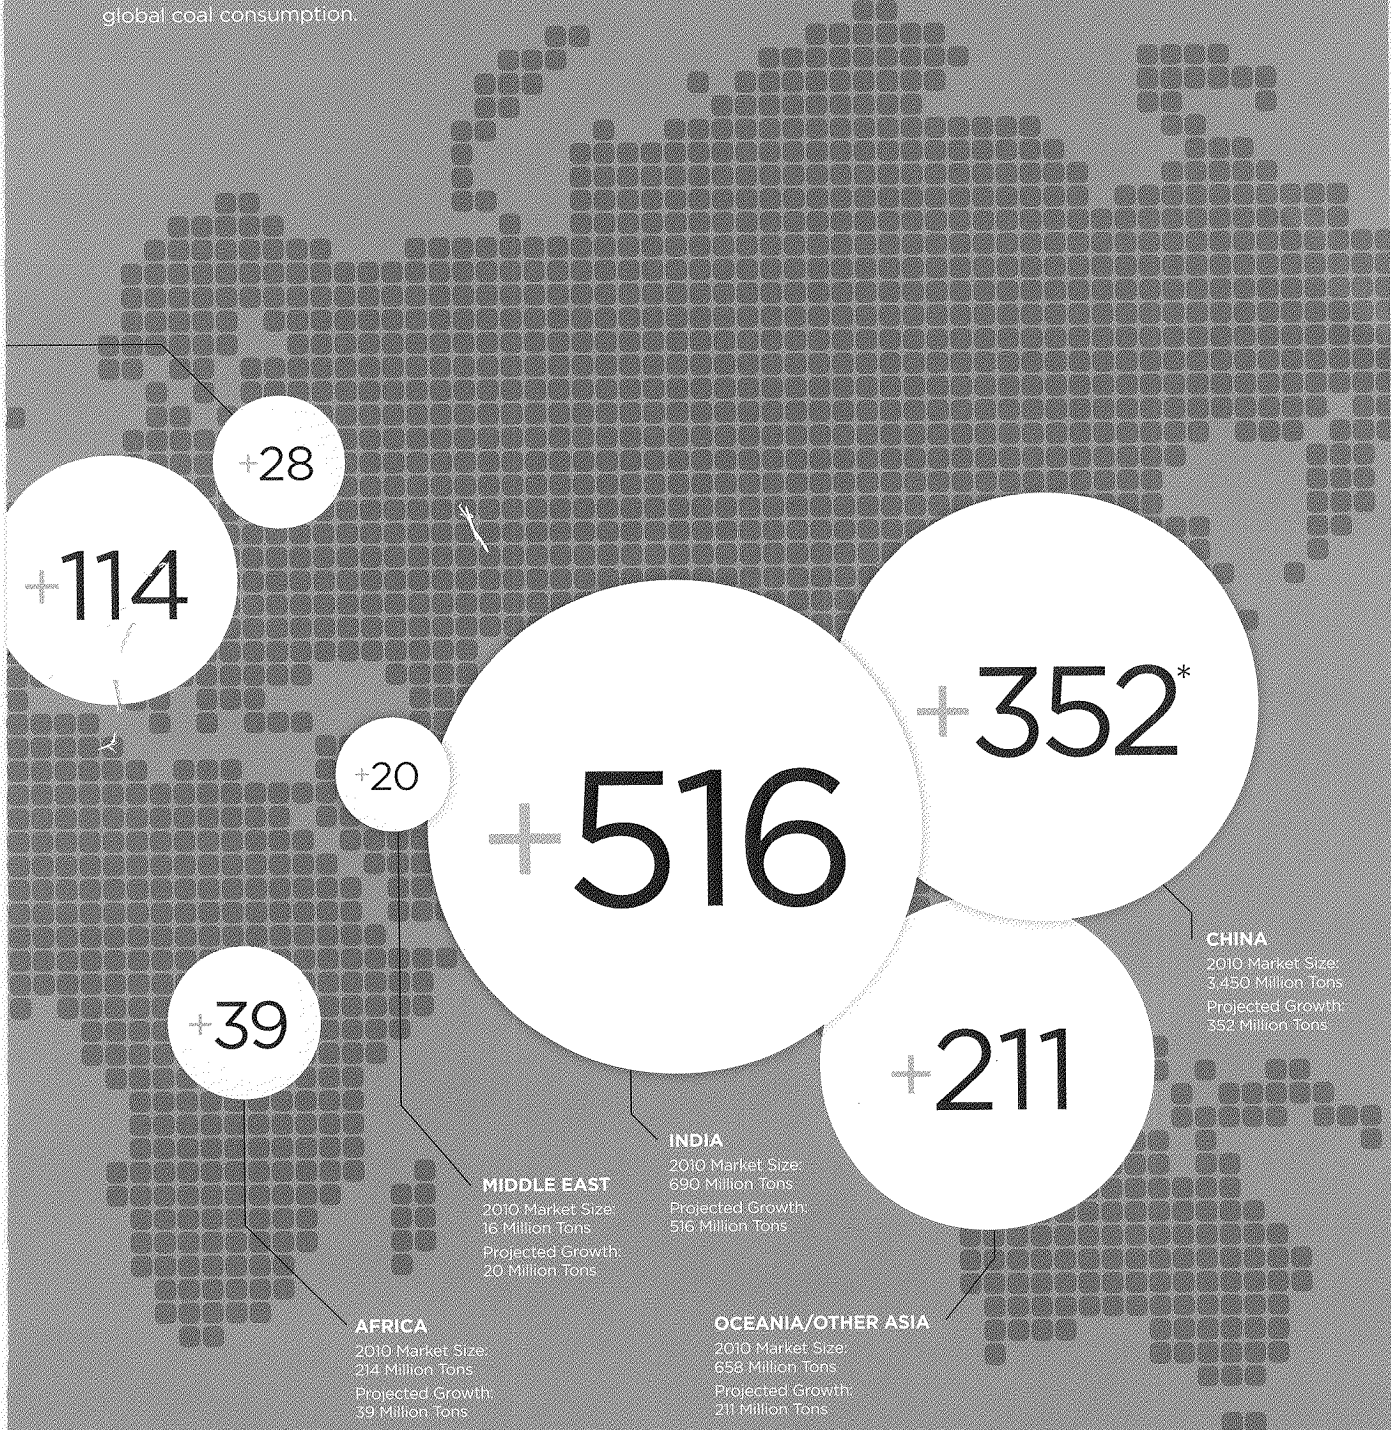 global coal consumption.
+28
+114
+352*
+20
+516
CHINA
2010 Market Size:
3,450 Million Tons
Projected Growth:
352 Million Tons
+39
+211
INDIA
2010 Market Size:
690 Million Tons
Projected Growth:
516 Million Tons
MIDDLE EAST
2010 Market Size:
16 Million Tons
Projected Growth:
20 Million Tons
AFRICA
2010 Market Size:
214 Million Tons
Projected Growth:
39 Million Tons
OCEANIA/OTHER ASIA
2010 Market Size:
658 Million Tons
Projected Growth:
211 Million Tons